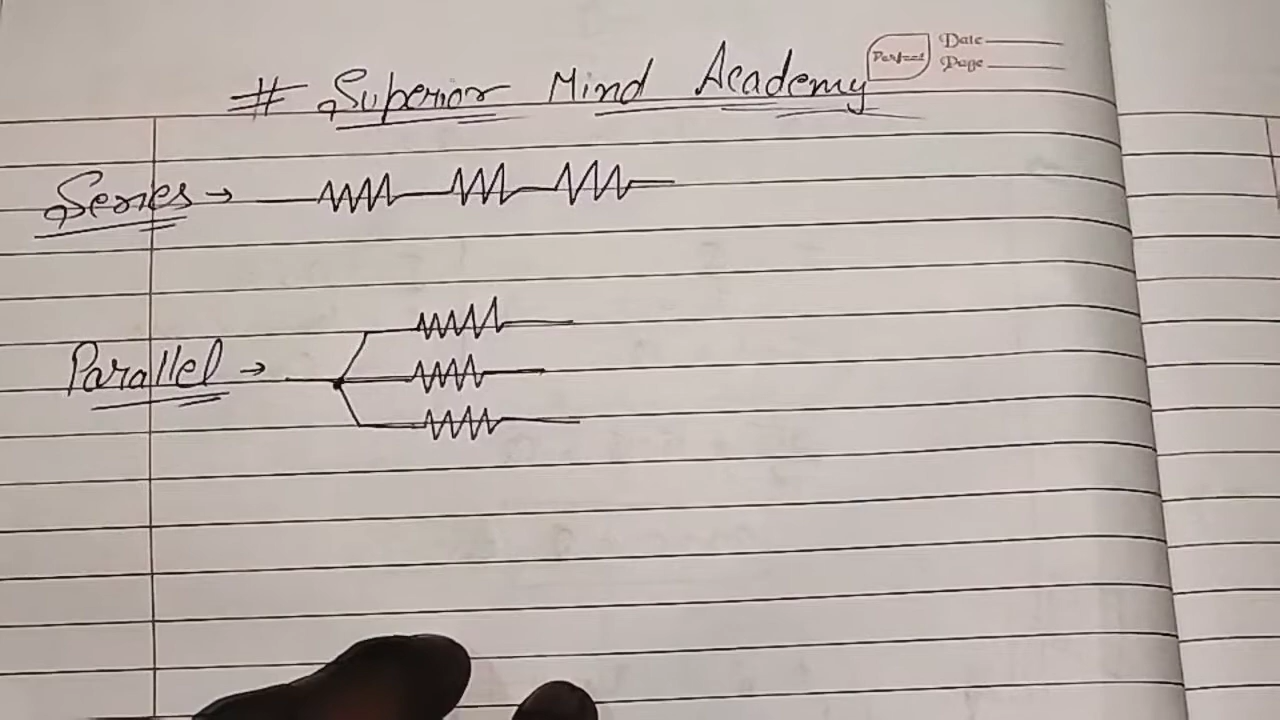 Perfect
Date
Page
# Superior Mind Academy
Series →
Parallel →